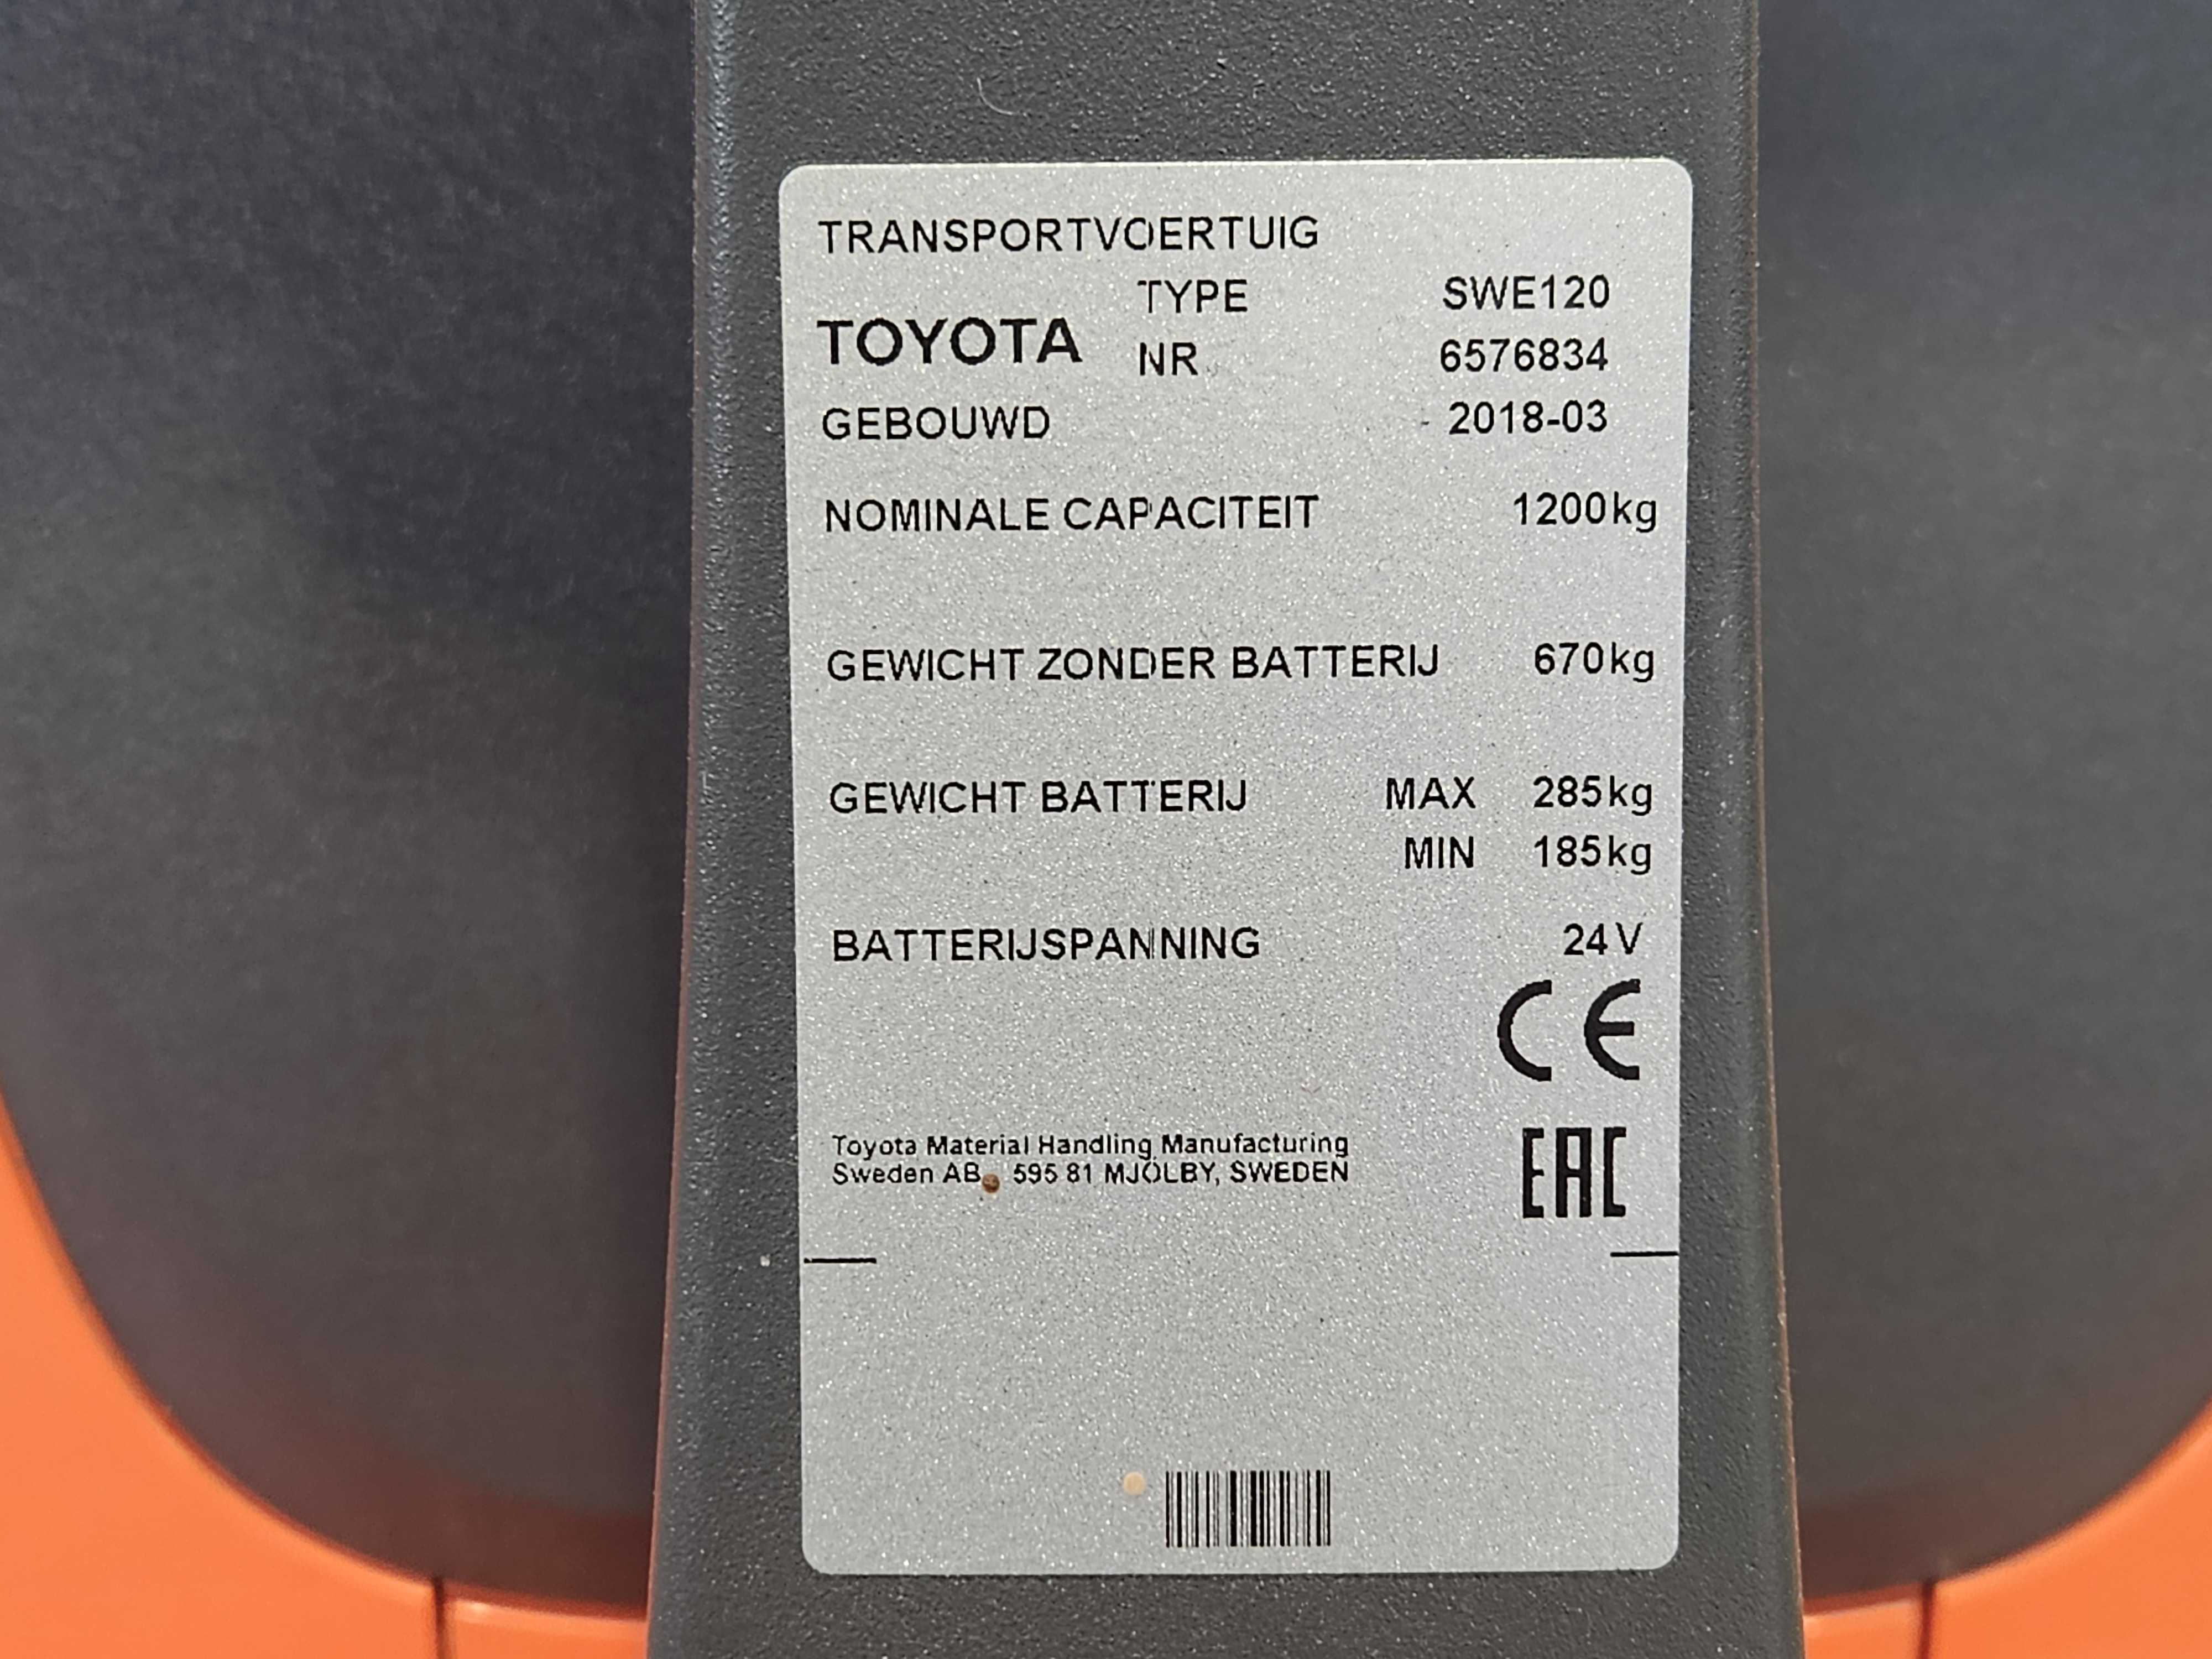 TRANSPORTVOERTUIG
TYPE SWE120
TOYOTA
NR 6576834
GEBOUWD - 2018-03
NOMINALE CAPACITEIT 1200kg
GEWICHT ZONDER BATTERIJ 670kg
GEWICHT BATTERIJ MAX 285kg
MIN 185kg
BATTERIJSPANNING 24V
CE
Toyota Material Handling Manufacturing
Sweden AB, 595 81 MJÖLBY, SWEDEN
EAC